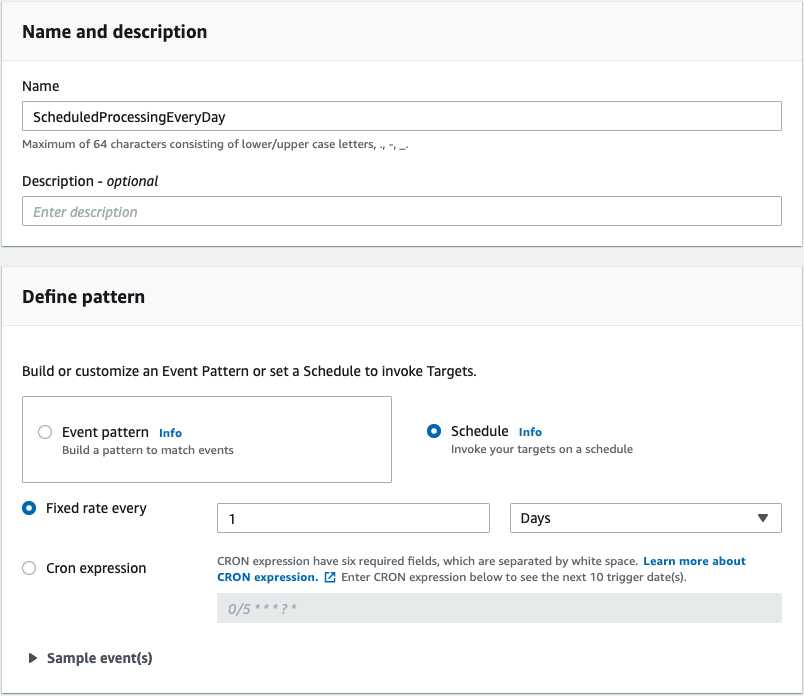 Name and description
Name
ScheduledProcessingEveryDay
Maximum of 64 characters consisting of lower/upper case letters, ., -, _.
Description - optional
Enter description
Define pattern
Build or customize an Event Pattern or set a Schedule to invoke Targets.
Event pattern Info
Build a pattern to match events
Schedule Info
Invoke your targets on a schedule
Fixed rate every
1
Days
Cron expression
CRON expression have six required fields, which are separated by white space. Learn more about
CRON expression. Enter CRON expression below to see the next 10 trigger date(s).
0/5 * * * ? *
Sample event(s)